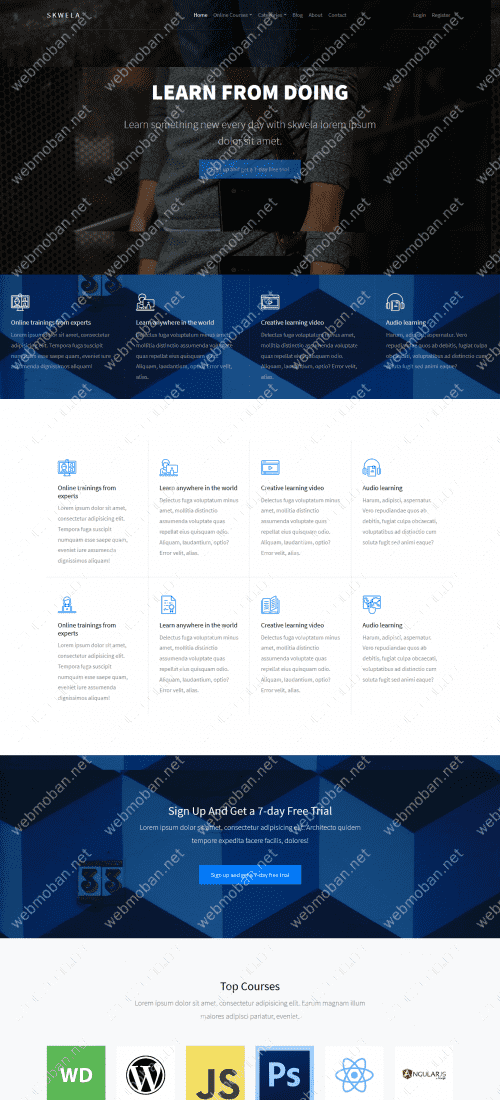 SKWELA
Home Online Courses Categories Blog About Contact Login Register
LEARN FROM DOING
Learn something new every day with skwela lorem ipsum
dolor sit amet.
Sign up and get a 7-day free trial
Online trainings from experts
Lorem ipsum dolor sit amet, consectetur
adipisicing elit. Tempora fuga suscipit
numquam esse saepe quam, eveniet iure
assumenda dignissimos aliquam!
Learn anywhere in the world
Delectus fuga voluptatum minus amet,
mollitia distinctio assumenda voluptate
quas repellat eius quisquam odio.
Aliquam, laudantium, optio? Error velit,
alias.
Creative learning video
Delectus fuga voluptatum minus amet,
mollitia distinctio assumenda voluptate
quas repellat eius quisquam odio.
Aliquam, laudantium, optio? Error velit,
alias.
Audio learning
Harum, adipisci, aspernatur. Vero
repudiandae quos ab debitis, fugiat culpa
obcaecati, voluptatibus ad distinctio cum
soluta fugit sed animi eaque?
Online trainings from
experts
Lorem ipsum dolor sit amet,
consectetur adipisicing elit.
Tempora fuga suscipit
numquam esse saepe quam,
eveniet iure assumenda
dignissimos aliquam!
Learn anywhere in the world
Delectus fuga voluptatum minus
amet, mollitia distinctio
assumenda voluptate quas
repellat eius quisquam odio.
Aliquam, laudantium, optio?
Error velit, alias.
Creative learning video
Delectus fuga voluptatum minus
amet, mollitia distinctio
assumenda voluptate quas
repellat eius quisquam odio.
Aliquam, laudantium, optio?
Error velit, alias.
Audio learning
Harum, adipisci, aspernatur.
Vero repudiandae quos ab
debitis, fugiat culpa obcaecati,
voluptatibus ad distinctio cum
soluta fugit sed animi eaque?
Online trainings from
experts
Lorem ipsum dolor sit amet,
consectetur adipisicing elit.
Tempora fuga suscipit
numquam esse saepe quam,
eveniet iure assumenda
dignissimos aliquam!
Learn anywhere in the world
Delectus fuga voluptatum minus
amet, mollitia distinctio
assumenda voluptate quas
repellat eius quisquam odio.
Aliquam, laudantium, optio?
Error velit, alias.
Creative learning video
Delectus fuga voluptatum minus
amet, mollitia distinctio
assumenda voluptate quas
repellat eius quisquam odio.
Aliquam, laudantium, optio?
Error velit, alias.
Audio learning
Harum, adipisci, aspernatur.
Vero repudiandae quos ab
debitis, fugiat culpa obcaecati,
voluptatibus ad distinctio cum
soluta fugit sed animi eaque?
Sign Up And Get a 7-day Free Trial
Lorem ipsum dolor sit amet, consectetur adipisicing elit. Architecto quidem
tempore expedita facere facilis, dolores!
Sign up and get a 7-day free trial
33
Top Courses
Lorem ipsum dolor sit amet, consectetur adipisicing elit. Eveniet magnam illum
maiores adipisci pariatur, eveniet.
WD W JS Ps ANGULARJS
webmoban.net